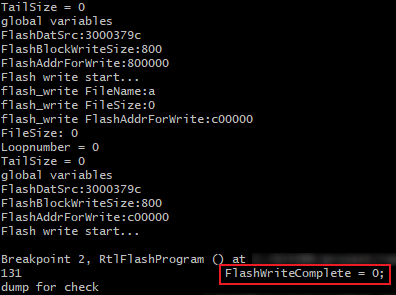 TailSize = 0
global variables
FlashDatSrc:3000379c
FlashBlockWriteSize:800
FlashAddrForWrite:800000
Flash write start...
flash_write FileName:a
flash_write FileSize:0
flash_write FlashAddrForWrite:c00000
FileSize: 0
Loopnumber = 0
TailSize = 0
global variables
FlashDatSrc:3000379c
FlashBlockWriteSize:800
FlashAddrForWrite:c00000
Flash write start...
Breakpoint 2, RtlFlashProgram () at
131 FlashWriteComplete = 0;
dump for check